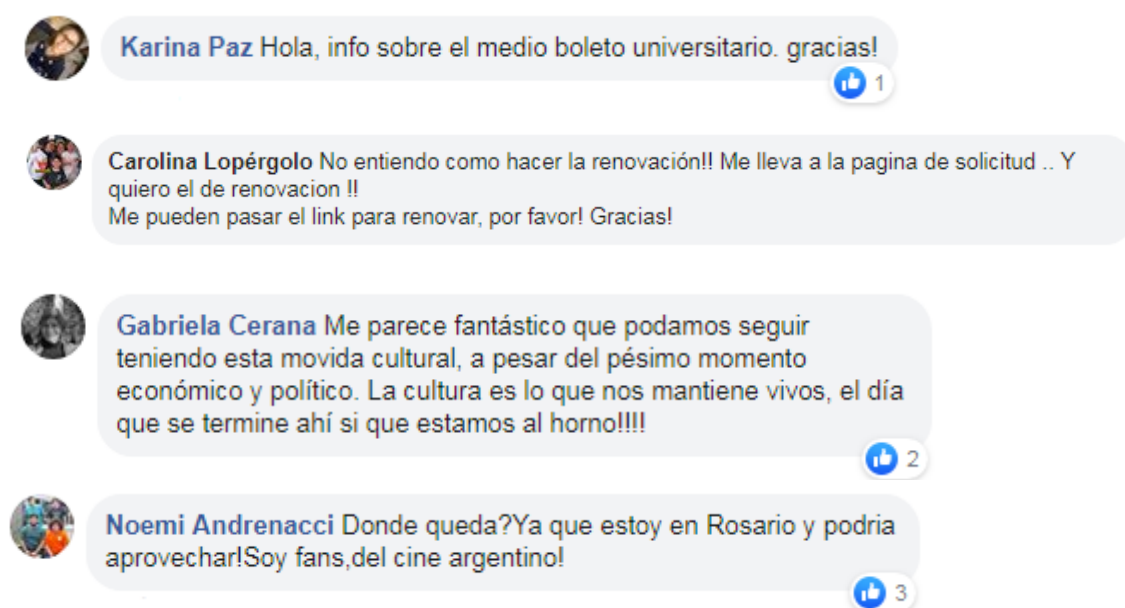 Karina Paz Hola, info sobre el medio boleto universitario. gracias!
1
Carolina Lopérgolo No entiendo como hacer la renovación!! Me lleva a la pagina de solicitud .. Y
quiero el de renovacion !!
Me pueden pasar el link para renovar, por favor! Gracias!
Gabriela Cerana Me parece fantástico que podamos seguir
teniendo esta movida cultural, a pesar del pésimo momento
económico y político. La cultura es lo que nos mantiene vivos, el día
que se termine ahí si que estamos al horno!!!!
2
Noemi Andrenacci Donde queda?Ya que estoy en Rosario y podria
aprovechar!Soy fans,del cine argentino!
3